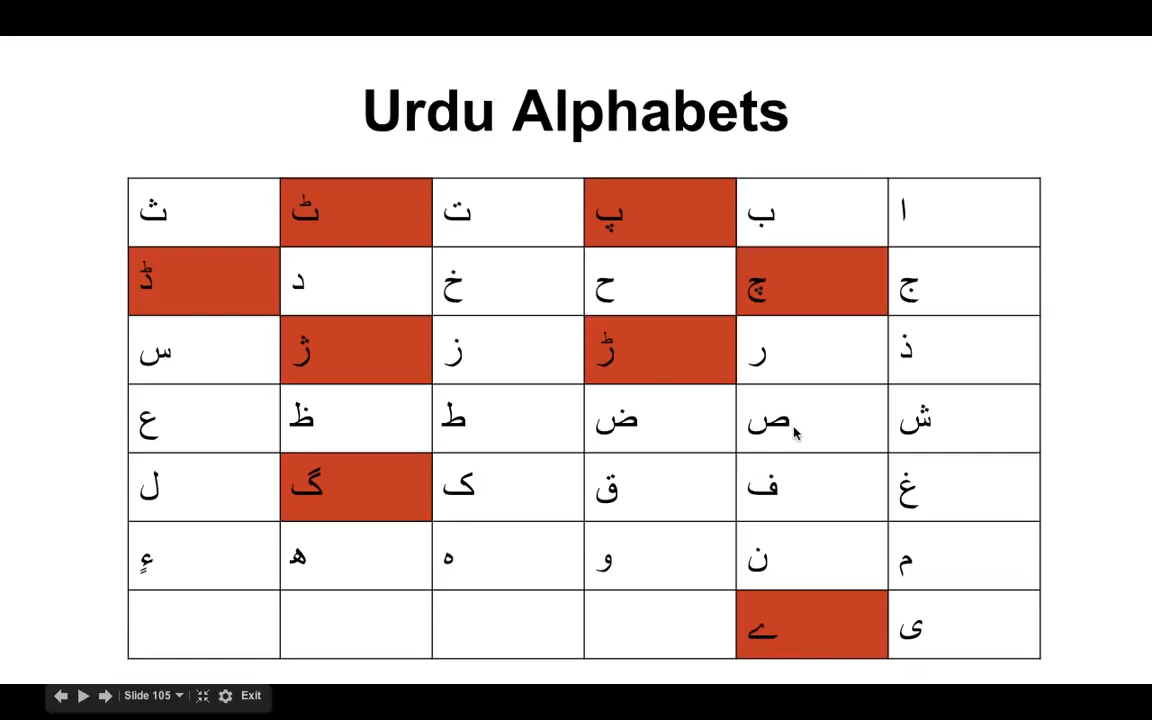 Urdu Alphabets
ا ب پ ت ٹ ث
ج چ ح خ د ڈ
ذ ر ڑ ز ژ س
ش ص ض ط ظ ع
غ ف ق ک گ ل
م ن و ہ ھ ءٍ
ی ے
Slide 105 Exit